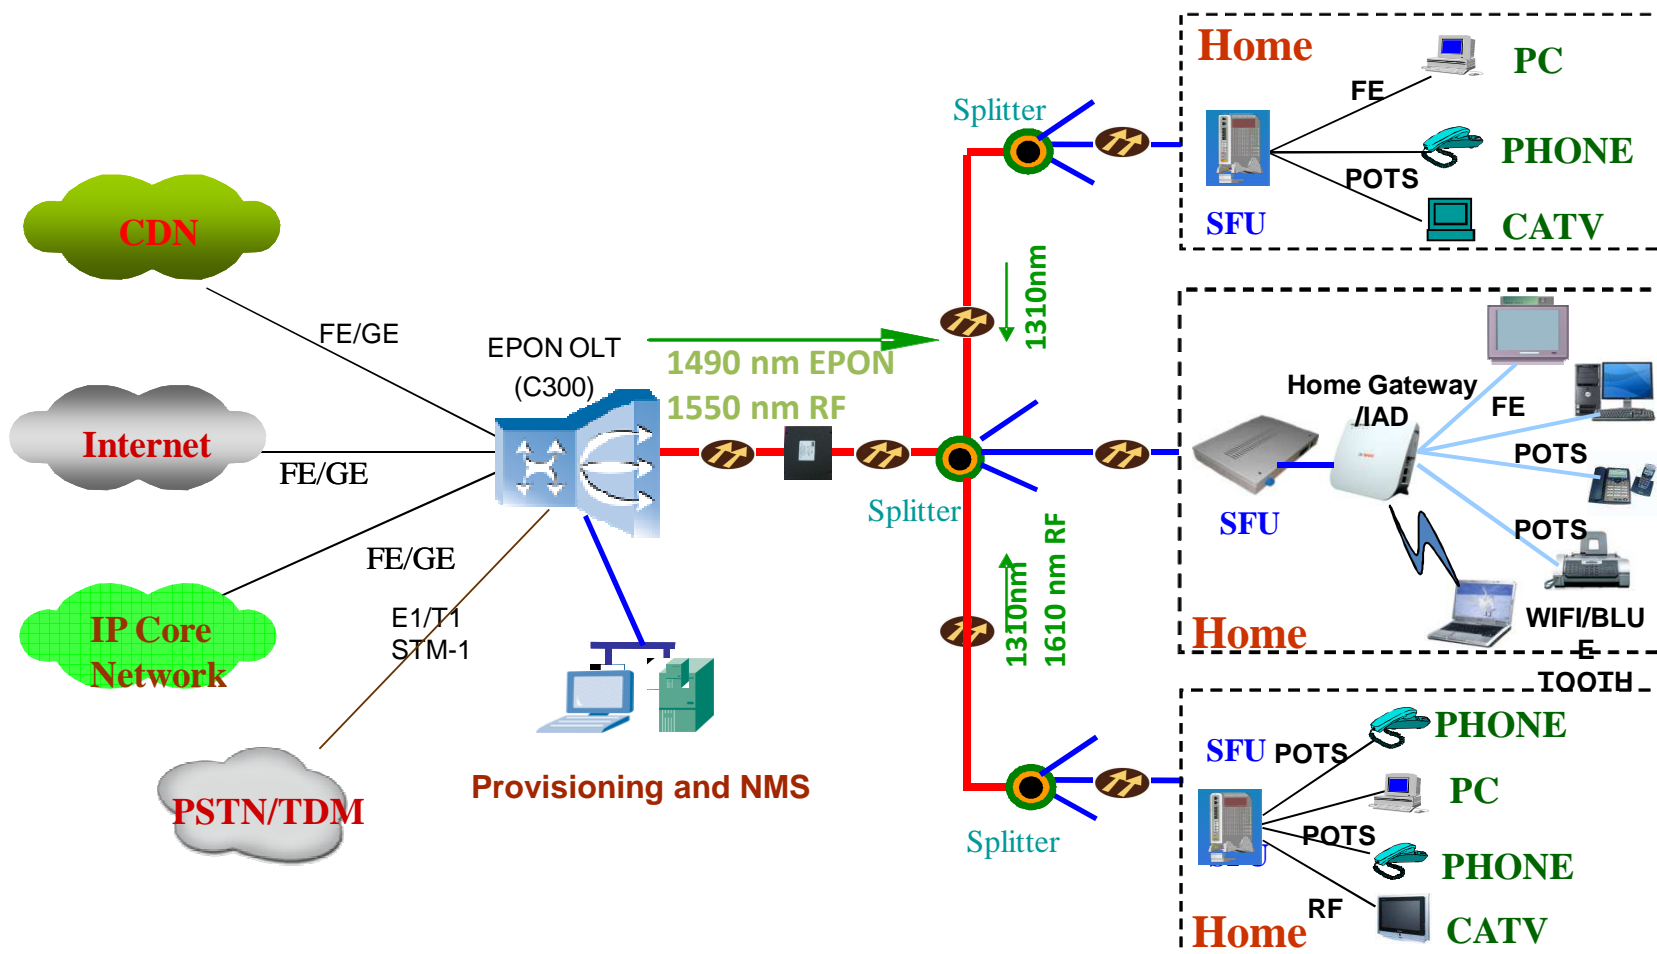 CDN
Internet
IP Core
Network
PSTN/TDM
FE/GE
FE/GE
FE/GE
E1/T1
STM-1
EPON OLT
(C300)
Provisioning and NMS
1490 nm EPON
1550 nm RF
Splitter
Splitter
Splitter
1310nm
1310nm
1610 nm RF
Home
SFU
FE
POTS
PC
PHONE
CATV
Home Gateway
/IAD
SFU
FE
POTS
POTS
WIFI/BLU
E
TOOTH
Home
SFU
POTS
POTS
RF
PHONE
PC
PHONE
CATV
Home